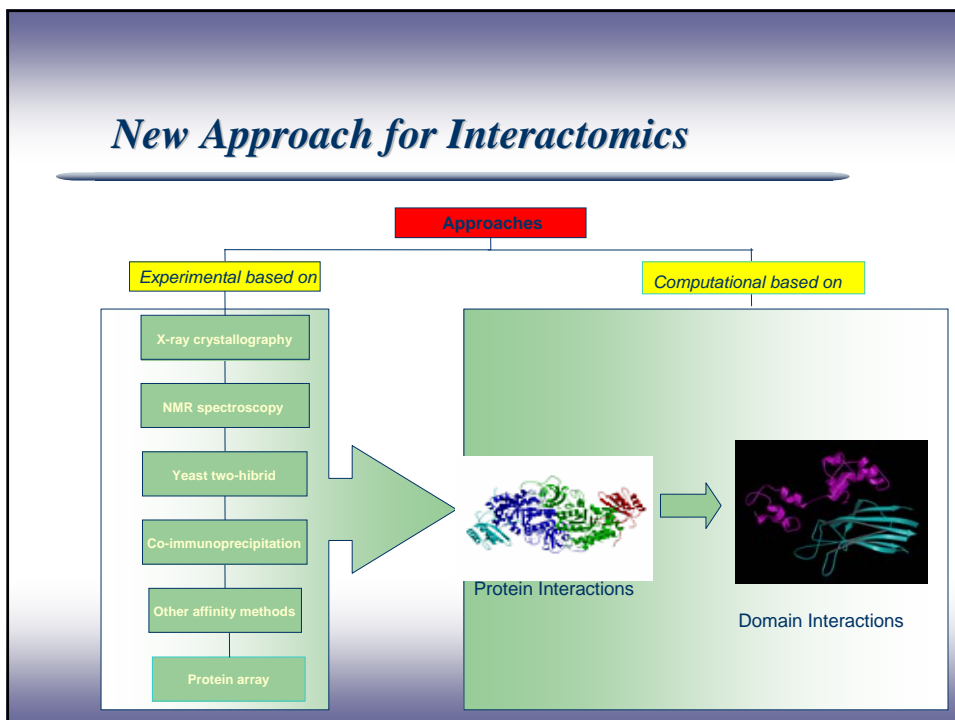 New Approach for Interactomics
Approaches
Experimental based on
Computational based on
X-ray crystallography
NMR spectroscopy
Yeast two-hibrid
Co-immunoprecipitation
Other affinity methods
Protein array
Protein Interactions
Domain Interactions